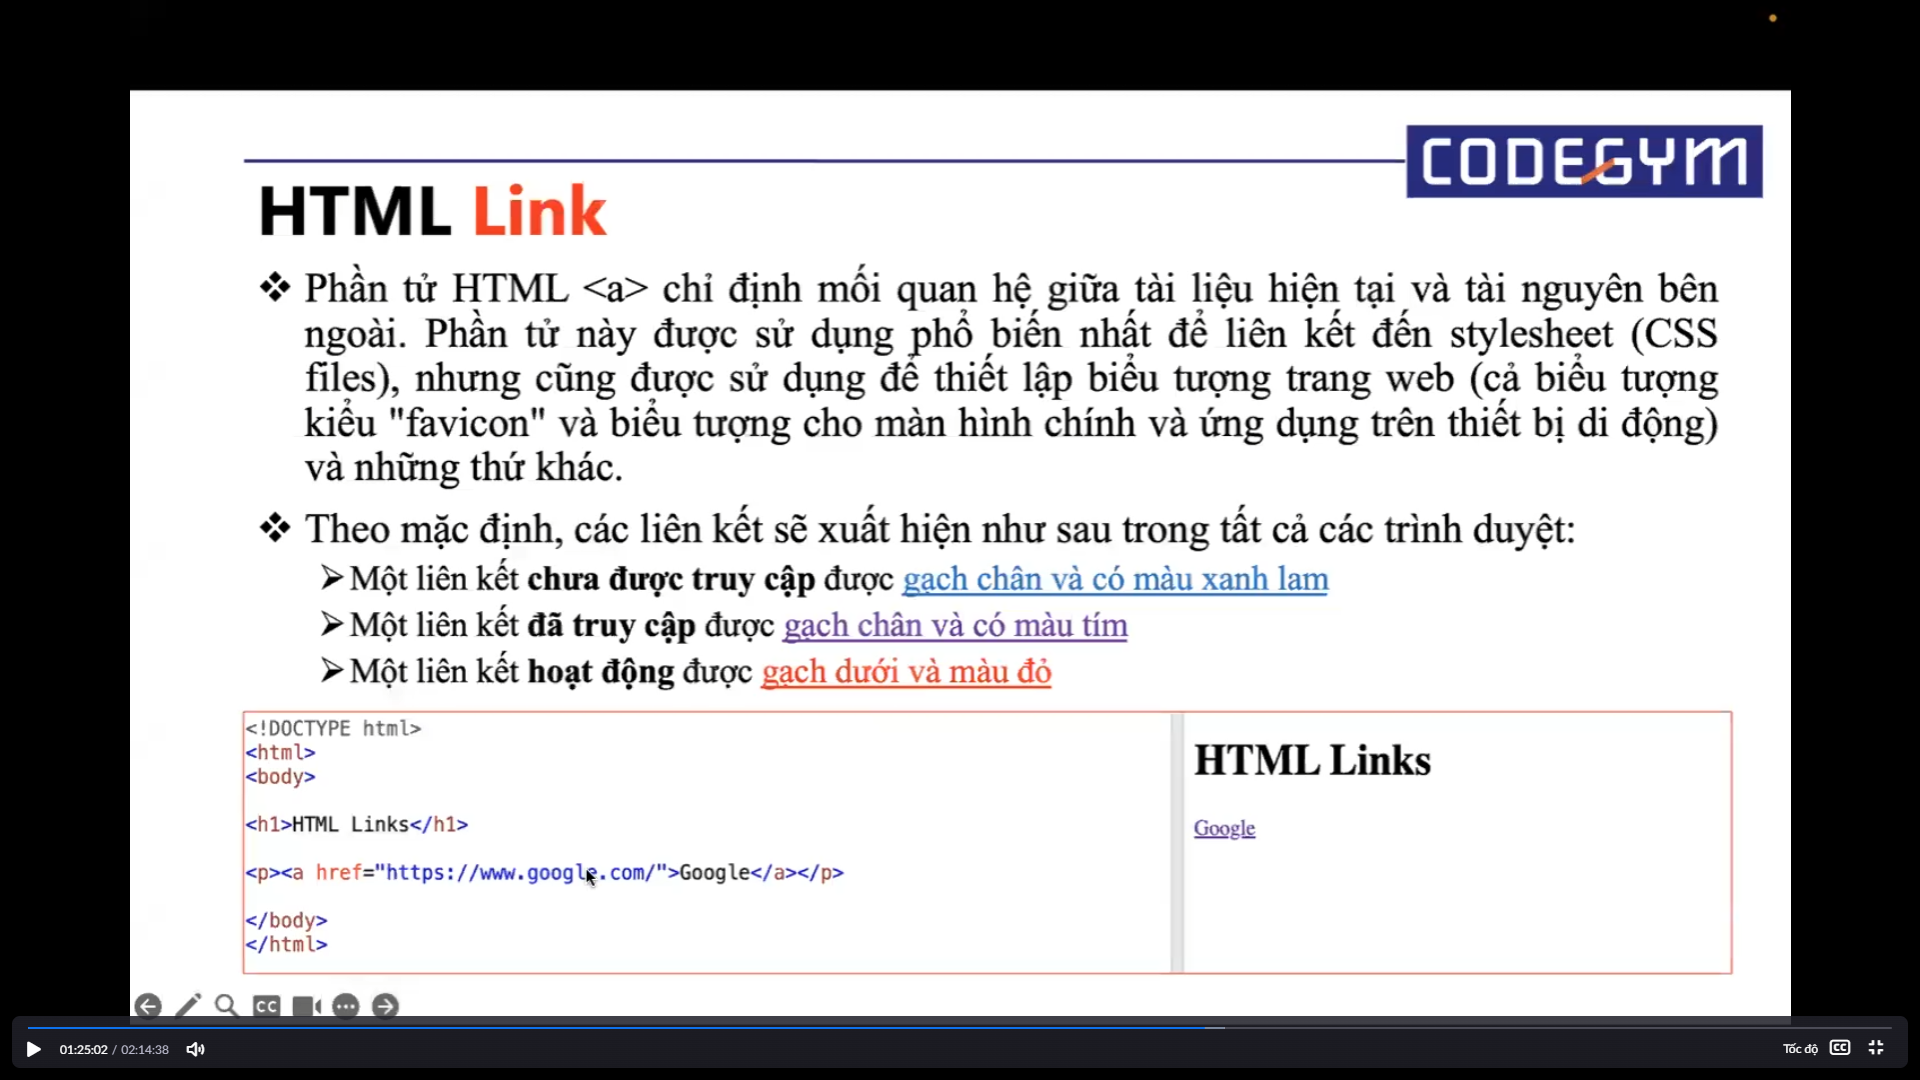 CODEGYM
HTML Link
❖ Phần tử HTML <a> chỉ định mối quan hệ giữa tài liệu hiện tại và tài nguyên bên
ngoài. Phần tử này được sử dụng phổ biến nhất để liên kết đến stylesheet (CSS
files), nhưng cũng được sử dụng để thiết lập biểu tượng trang web (cả biểu tượng
kiểu "favicon" và biểu tượng cho màn hình chính và ứng dụng trên thiết bị di động)
và những thứ khác.
❖ Theo mặc định, các liên kết sẽ xuất hiện như sau trong tất cả các trình duyệt:
➢ Một liên kết chưa được truy cập được gạch chân và có màu xanh lam
➢ Một liên kết đã truy cập được gạch chân và có màu tím
➢ Một liên kết hoạt động được gạch dưới và màu đỏ
<!DOCTYPE html>
<html>
<body>
<h1>HTML Links</h1>
<p><a href="https://www.google.com/">Google</a></p>
</body>
</html>
HTML Links
Google
CC
01:25:02 / 02:14:38
Tốc độ
CC